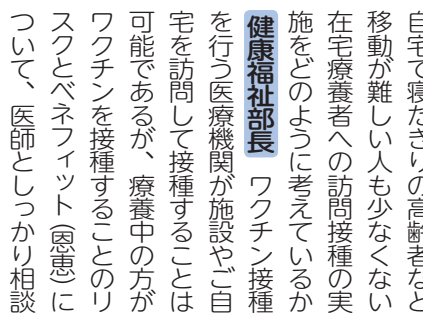 自宅で寝たきりの高齢者など
移動が難しい人も少なくない
在宅療養者への訪問接種の実
施をどのように考えているか
健康福祉部長 ワクチン接種
を行う医療機関が施設やご自
宅を訪問して接種することは
可能であるが、療養中の方が
ワクチンを接種することのリ
スクとベネフィット（恩恵）に
ついて、医師としっかり相談